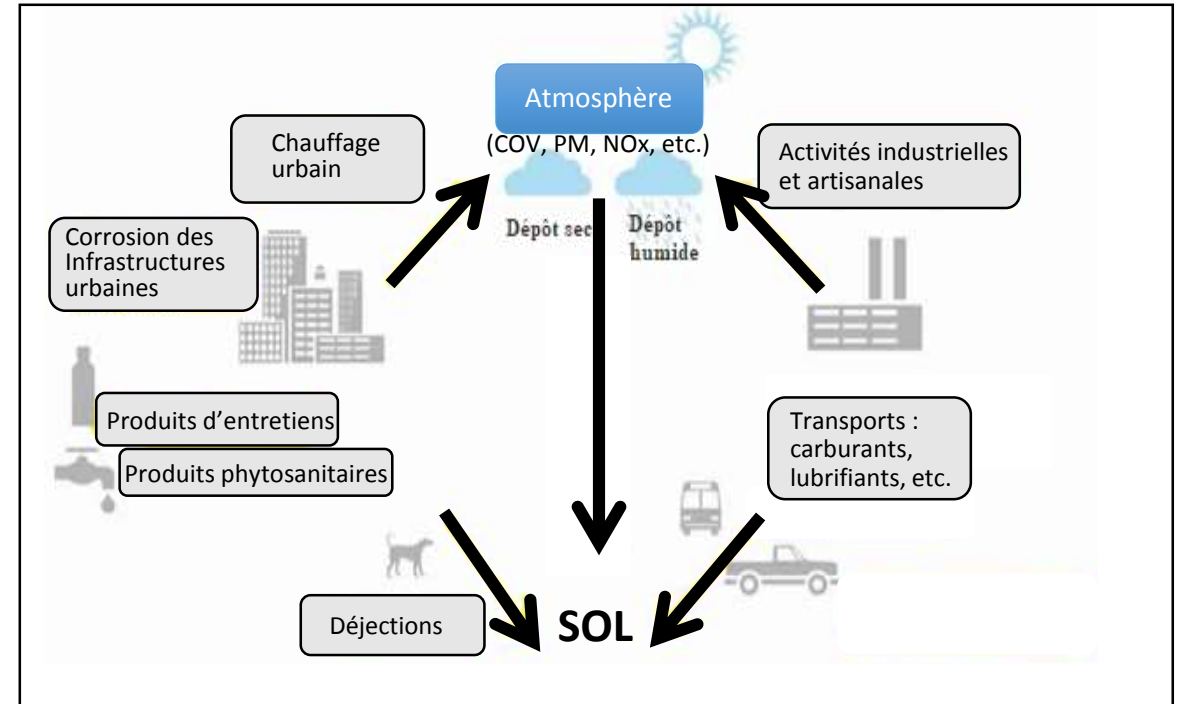 Atmosphère
(COV, PM, NOx, etc.)
Chauffage
urbain
Activités industrielles
et artisanales
Dépôt sec
Dépôt
humide
Corrosion des
Infrastructures
urbaines
Produits d'entretiens
Produits phytosanitaires
Transports :
carburants,
lubrifiants, etc.
Déjections
SOL